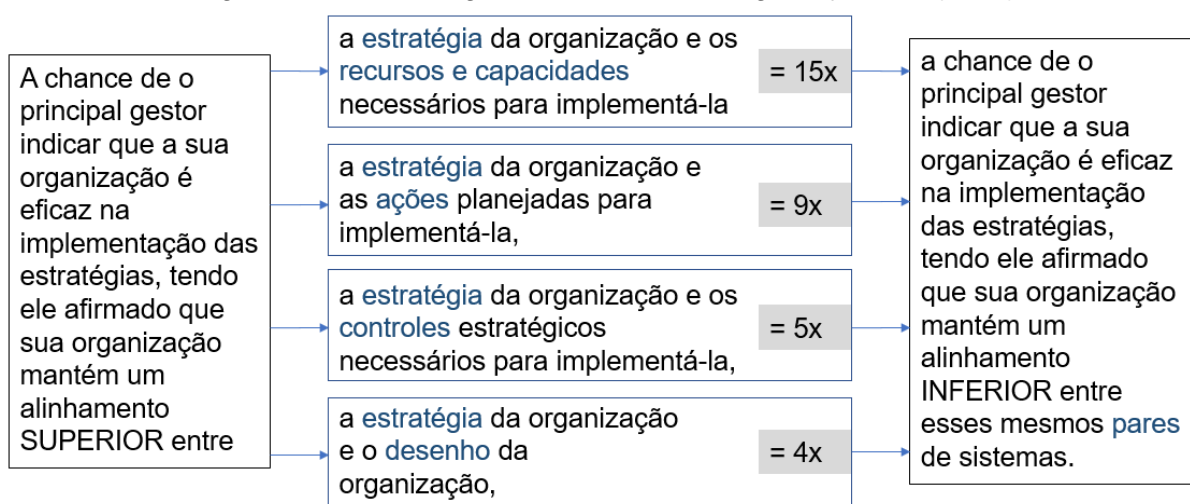 A chance de o
principal gestor
indicar que a sua
organização é
eficaz na
implementação das
estratégias, tendo
ele afirmado que
sua organização
mantém um
alinhamento
SUPERIOR entre
a estratégia da organização e os
recursos e capacidades
necessários para implementá-la
= 15x
a estratégia da organização e
as ações planejadas para
implementá-la,
= 9x
a estratégia da organização e os
controles estratégicos
necessários para implementá-la,
= 5x
a estratégia da organização
e o desenho da
organização,
= 4x
a chance de o
principal gestor
indicar que a sua
organização é eficaz
na implementação
das estratégias,
tendo ele afirmado
que sua organização
mantém um
alinhamento
INFERIOR entre
esses mesmos pares
de sistemas.